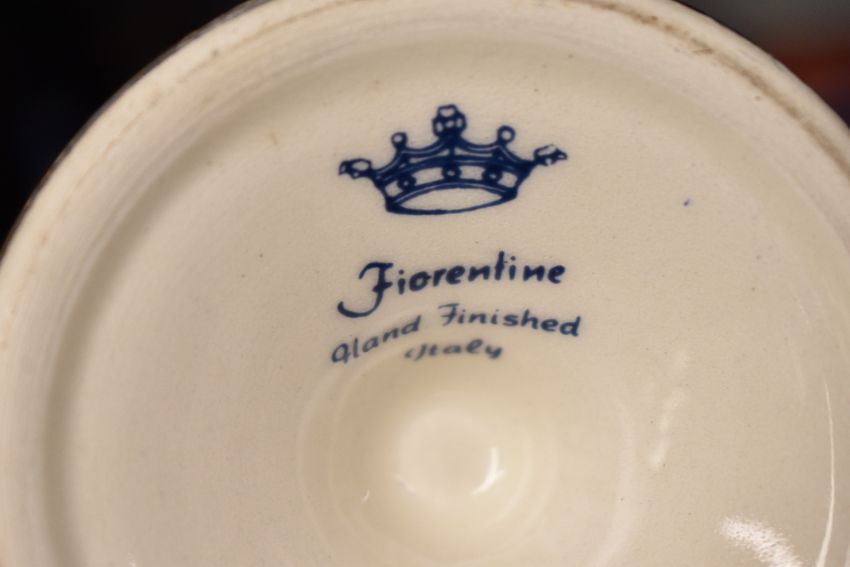 Fiorentine
Hand Finished
Italy